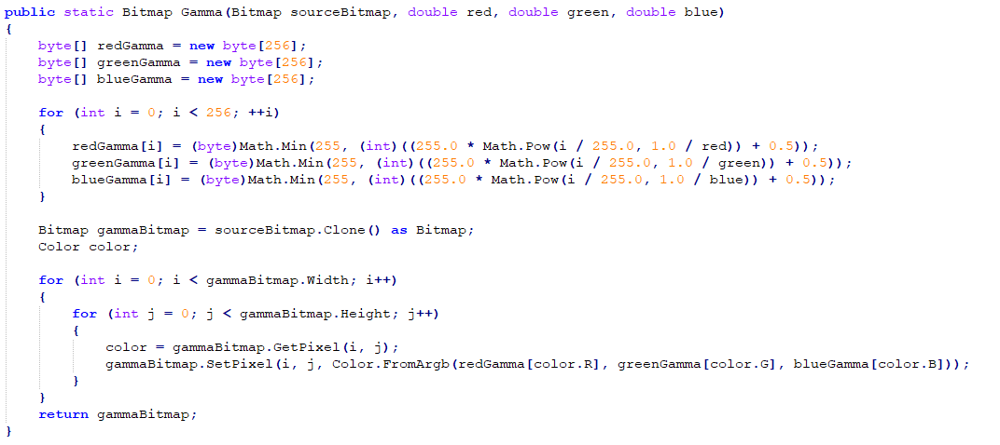 public static Bitmap Gamma(Bitmap sourceBitmap, double red, double green, double blue)
{
    byte[] redGamma = new byte[256];
    byte[] greenGamma = new byte[256];
    byte[] blueGamma = new byte[256];

    for (int i = 0; i < 256; ++i)
    {
        redGamma[i] = (byte)Math.Min(255, (int)((255.0 * Math.Pow(i / 255.0, 1.0 / red)) + 0.5));
        greenGamma[i] = (byte)Math.Min(255, (int)((255.0 * Math.Pow(i / 255.0, 1.0 / green)) + 0.5));
        blueGamma[i] = (byte)Math.Min(255, (int)((255.0 * Math.Pow(i / 255.0, 1.0 / blue)) + 0.5));
    }

    Bitmap gammaBitmap = sourceBitmap.Clone() as Bitmap;
    Color color;

    for (int i = 0; i < gammaBitmap.Width; i++)
    {
        for (int j = 0; j < gammaBitmap.Height; j++)
        {
            color = gammaBitmap.GetPixel(i, j);
            gammaBitmap.SetPixel(i, j, Color.FromArgb(redGamma[color.R], greenGamma[color.G], blueGamma[color.B]));
        }
    }
    return gammaBitmap;
}